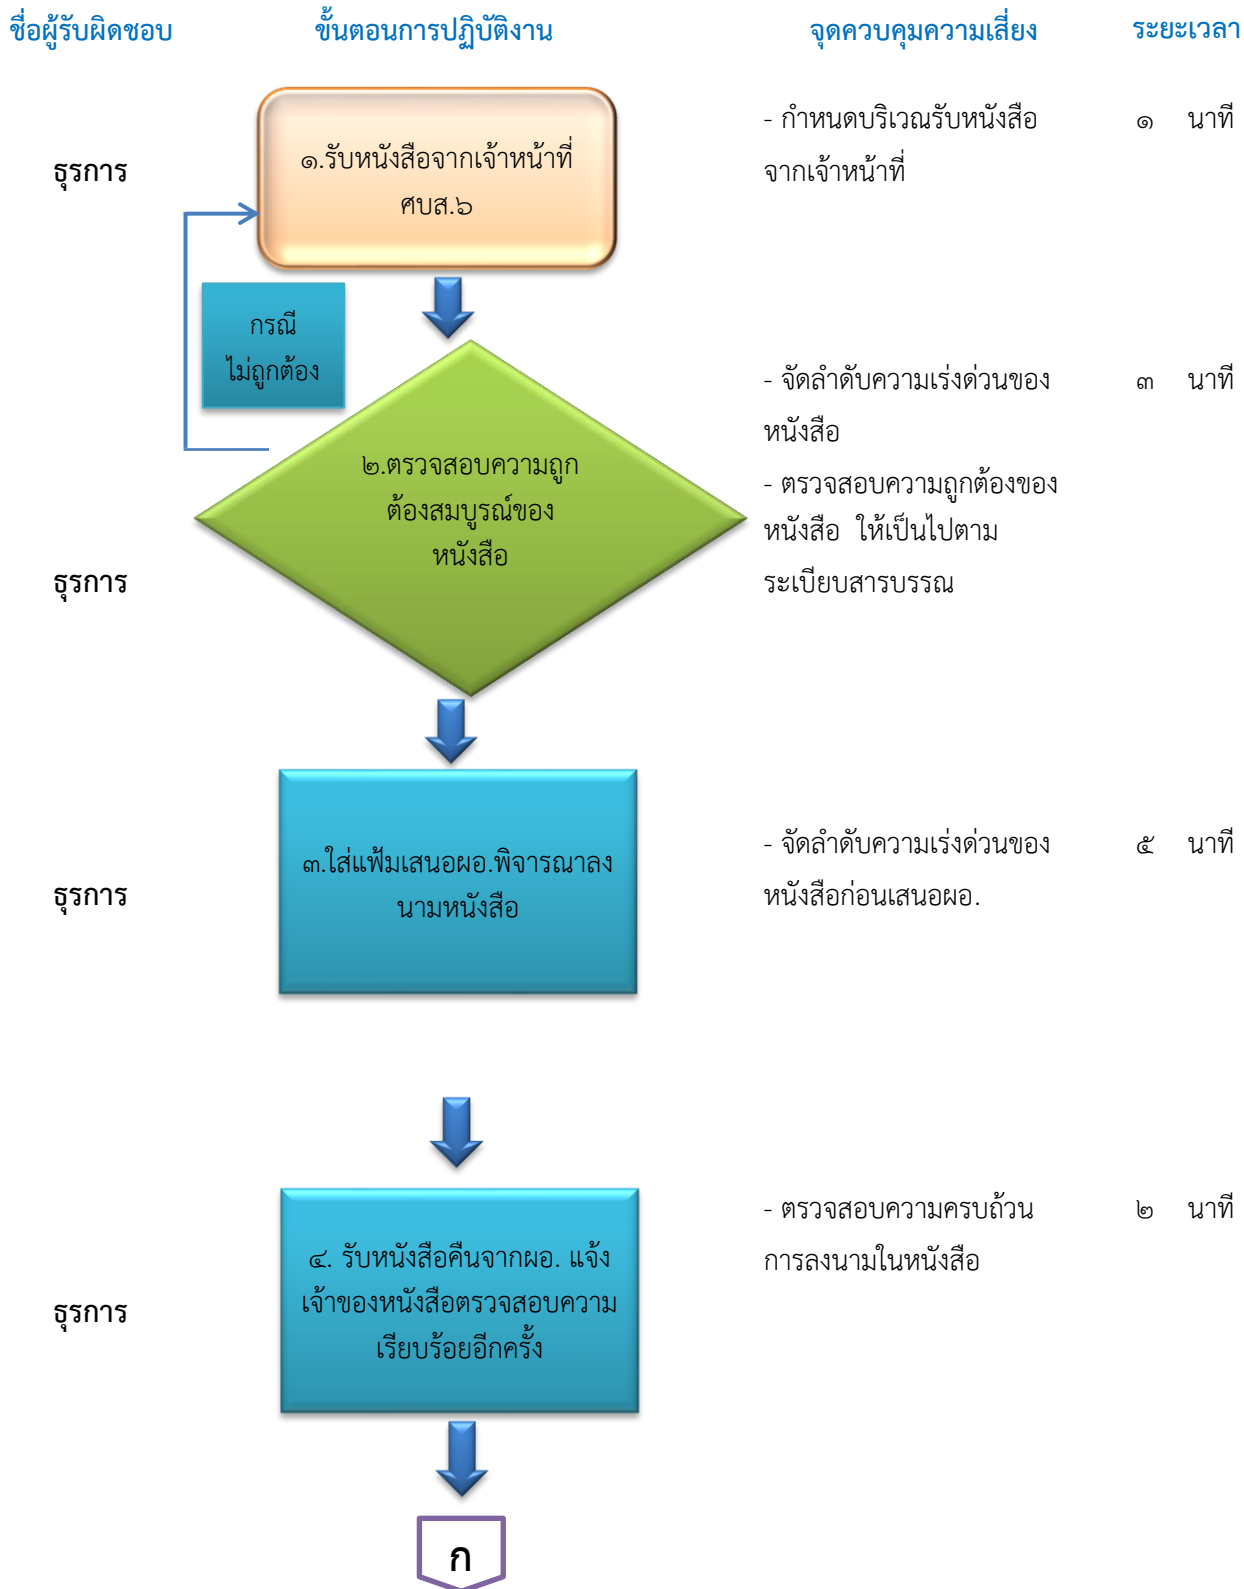 ชื่อผู้รับผิดชอบ ขั้นตอนการปฏิบัติงาน จุดควบคุมความเสี่ยง ระยะเวลา
ธุรการ
๑.รับหนังสือจากเจ้าหน้าที่
ศบส.๖
- กำหนดบริเวณรับหนังสือ ๑ นาที
จากเจ้าหน้าที่
กรณี
ไม่ถูกต้อง
๒.ตรวจสอบความถูก
ต้องสมบูรณ์ของ
หนังสือ
ธุรการ
- จัดลำดับความเร่งด่วนของ ๓ นาที
หนังสือ
- ตรวจสอบความถูกต้องของ
หนังสือ ให้เป็นไปตาม
ระเบียบสารบรรณ
ธุรการ
๓.ใส่แฟ้มเสนอผอ.พิจารณาลง
นามหนังสือ
- จัดลำดับความเร่งด่วนของ ๕ นาที
หนังสือก่อนเสนอผอ.
ธุรการ
๔. รับหนังสือคืนจากผอ. แจ้ง
เจ้าของหนังสือตรวจสอบความ
เรียบร้อยอีกครั้ง
- ตรวจสอบความครบถ้วน ๒ นาที
การลงนามในหนังสือ
ก